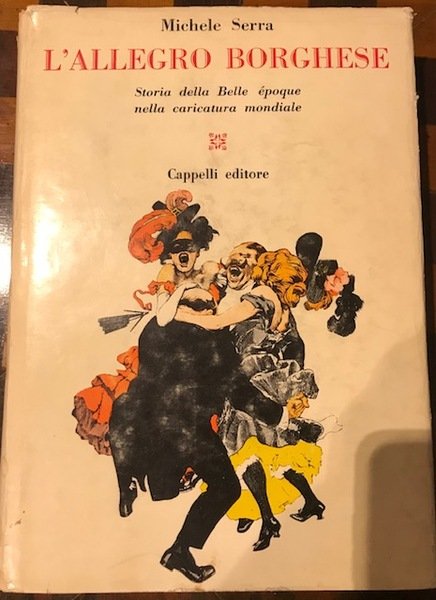 Michele Serra
L'ALLEGRO BORGHESE
Storia della Belle époque
nella caricatura mondiale
Cappelli editore